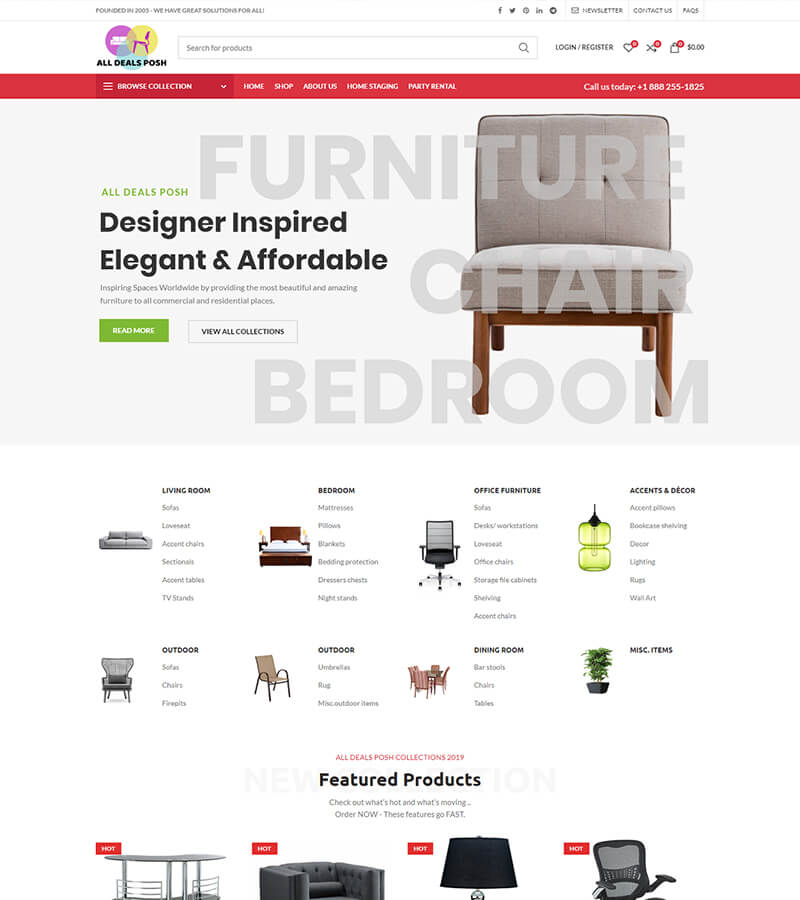 FOUNDED IN 2005 - WE HAVE GREAT SOLUTIONS FOR ALL!
NEWSLETTER CONTACT US FAQS
ALL DEALS POSH
Search for products
LOGIN / REGISTER 0 0 0 $0.00
BROWSE COLLECTION HOME SHOP ABOUT US HOME STAGING PARTY RENTAL Call us today: +1 888 255-1825
FURNITURE
CHAIR
BEDROOM
ALL DEALS POSH
Designer Inspired
Elegant & Affordable
Inspiring Spaces Worldwide by providing the most beautiful and amazing
furniture to all commercial and residential places.
READ MORE VIEW ALL COLLECTIONS
LIVING ROOM
Sofas
Loveseat
Accent chairs
Sectionals
Accent tables
TV Stands
BEDROOM
Mattresses
Pillows
Blankets
Bedding protection
Dressers chests
Night stands
OFFICE FURNITURE
Sofas
Desks/ workstations
Loveseat
Office chairs
Storage file cabinets
Shelving
Accent chairs
ACCENTS & DÉCOR
Accent pillows
Bookcase shelving
Decor
Lighting
Rugs
Wall Art
OUTDOOR
Sofas
Chairs
Firepits
OUTDOOR
Umbrellas
Rug
Misc.outdoor items
DINING ROOM
Bar stools
Chairs
Tables
MISC. ITEMS
ALL DEALS POSH COLLECTIONS 2019
NEW COLLECTION
Featured Products
Check out what's hot and what's moving ..
Order NOW - These features go FAST.
HOT HOT HOT HOT